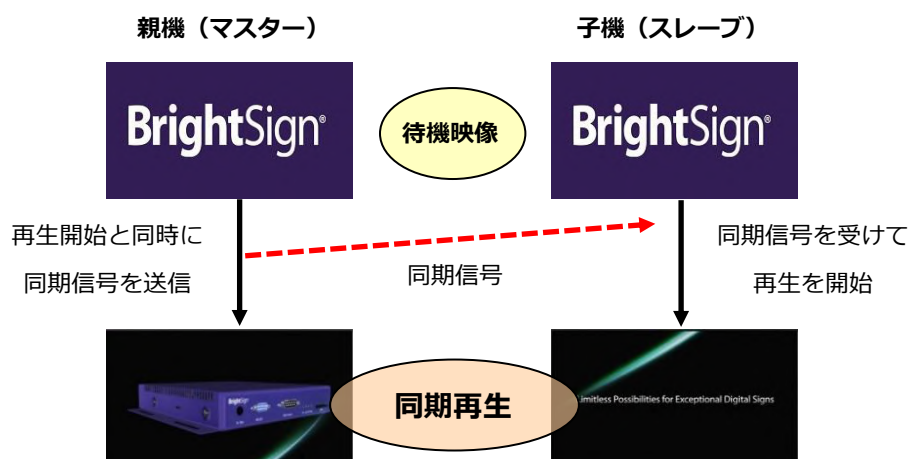 親機（マスター）
子機（スレーブ）
BrightSign®
待機映像
BrightSign®
再生開始と同時に
同期信号を送信
同期信号
同期信号を受けて
再生を開始
BrightSign
同期再生
Limitless Possibilities for Exceptional Digital Signs